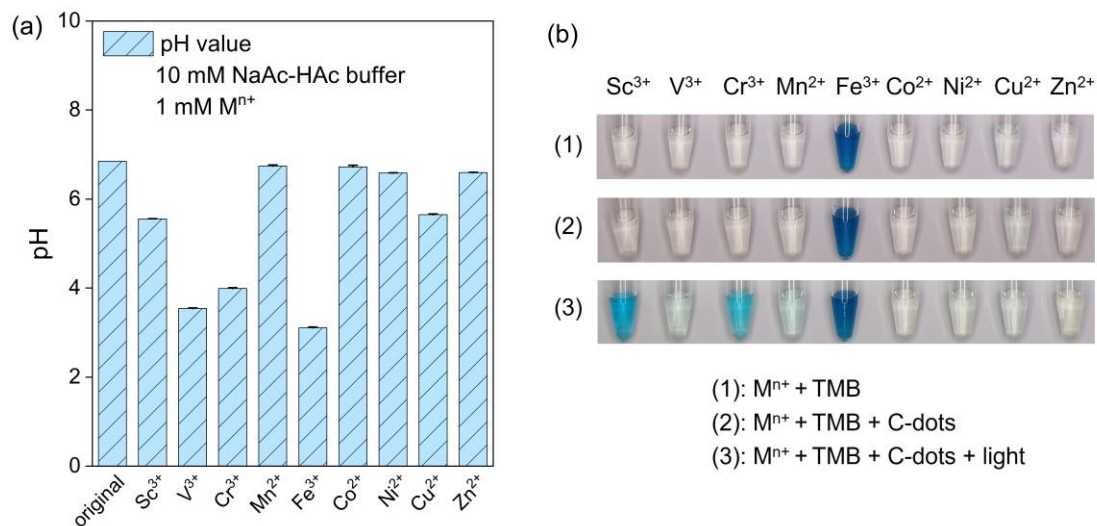 (a)
10
8
6
4
2
0
pH
pH value
10 mM NaAc-HAc buffer
1 mM Mⁿ⁺
original
Sc³⁺
V³⁺
Cr³⁺
Mn²⁺
Fe³⁺
Co²⁺
Ni²⁺
Cu²⁺
Zn²⁺
(b)
Sc³⁺ V³⁺ Cr³⁺ Mn²⁺ Fe³⁺ Co²⁺ Ni²⁺ Cu²⁺ Zn²⁺
(1)
(2)
(3)
(1): Mⁿ⁺ + TMB
(2): Mⁿ⁺ + TMB + C-dots
(3): Mⁿ⁺ + TMB + C-dots + light